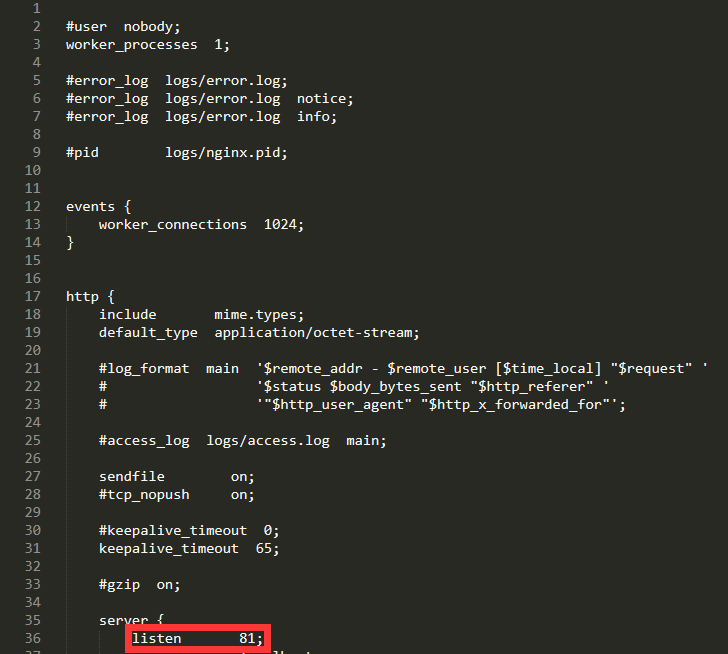 1
2 #user  nobody;
3 worker_processes  1;
4
5 #error_log  logs/error.log;
6 #error_log  logs/error.log  notice;
7 #error_log  logs/error.log  info;
8
9 #pid        logs/nginx.pid;
10
11
12 events {
13     worker_connections  1024;
14 }
15
16
17 http {
18     include       mime.types;
19     default_type  application/octet-stream;
20
21     #log_format  main  '$remote_addr - $remote_user [$time_local] "$request" '
22     #                  '$status $body_bytes_sent "$http_referer" '
23     #                  '"$http_user_agent" "$http_x_forwarded_for"';
24
25     #access_log  logs/access.log  main;
26
27     sendfile        on;
28     #tcp_nopush     on;
29
30     #keepalive_timeout  0;
31     keepalive_timeout  65;
32
33     #gzip  on;
34
35     server {
36         listen       81;
37